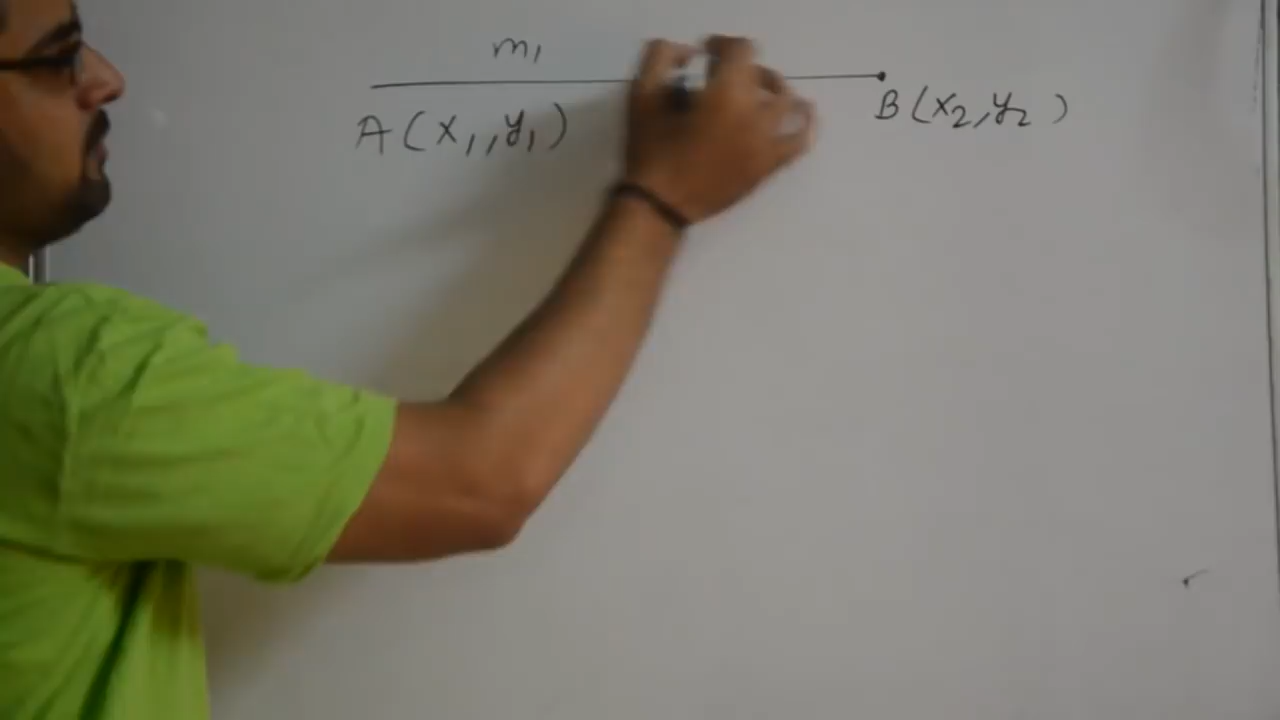 m₁
A(x₁,y₁)
B(x₂,y₂)